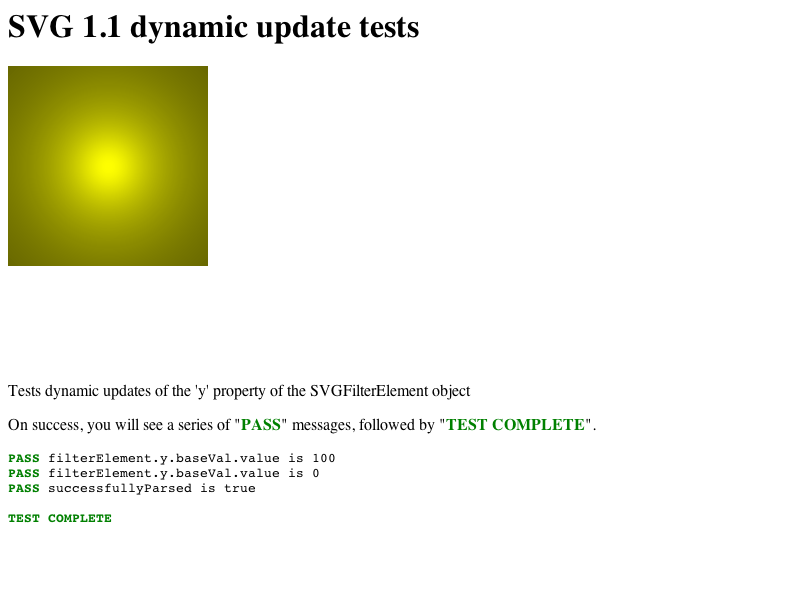 SVG 1.1 dynamic update tests
Tests dynamic updates of the 'y' property of the SVGFilterElement object
On success, you will see a series of "PASS" messages, followed by "TEST COMPLETE".
PASS filterElement.y.baseVal.value is 100
PASS filterElement.y.baseVal.value is 0
PASS successfullyParsed is true
TEST COMPLETE